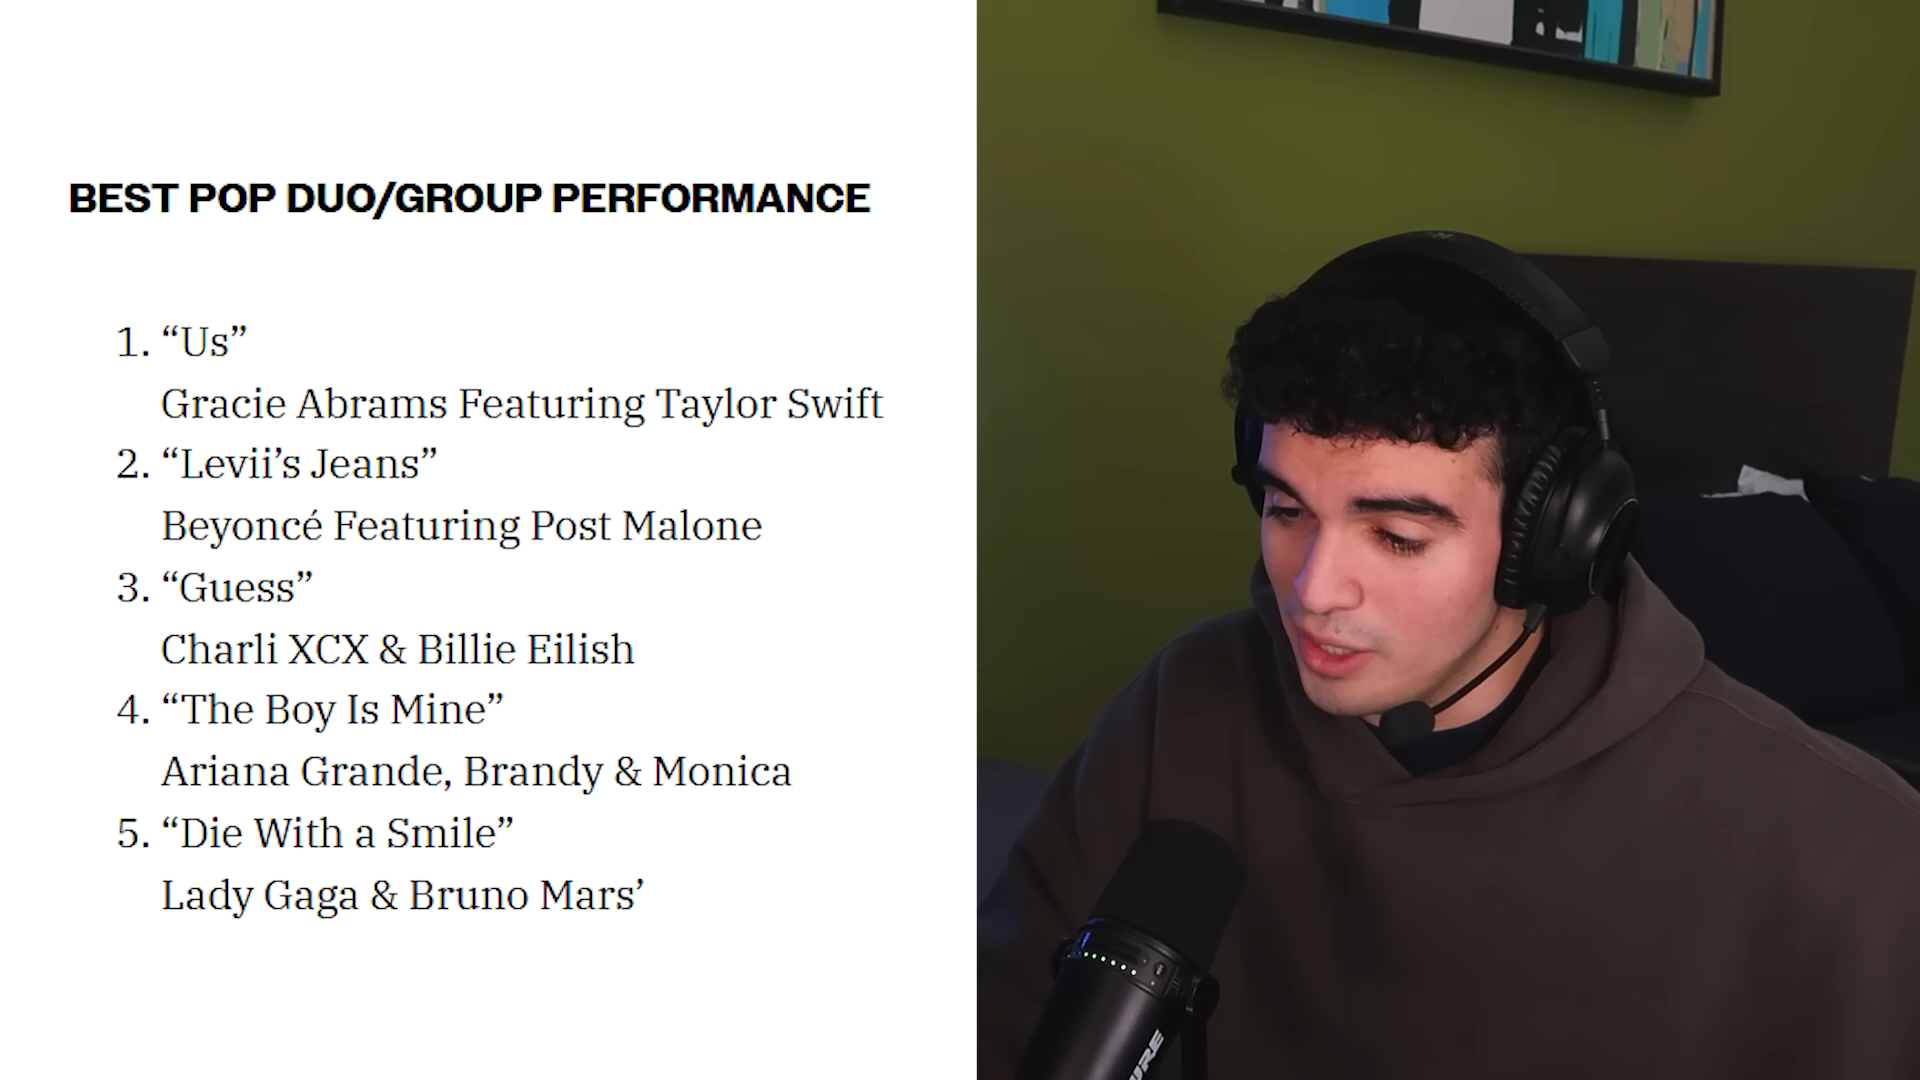 BEST POP DUO/GROUP PERFORMANCE
1. “Us”
Gracie Abrams Featuring Taylor Swift
2. “Levii’s Jeans”
Beyoncé Featuring Post Malone
3. “Guess”
Charli XCX & Billie Eilish
4. “The Boy Is Mine”
Ariana Grande, Brandy & Monica
5. “Die With a Smile”
Lady Gaga & Bruno Mars’